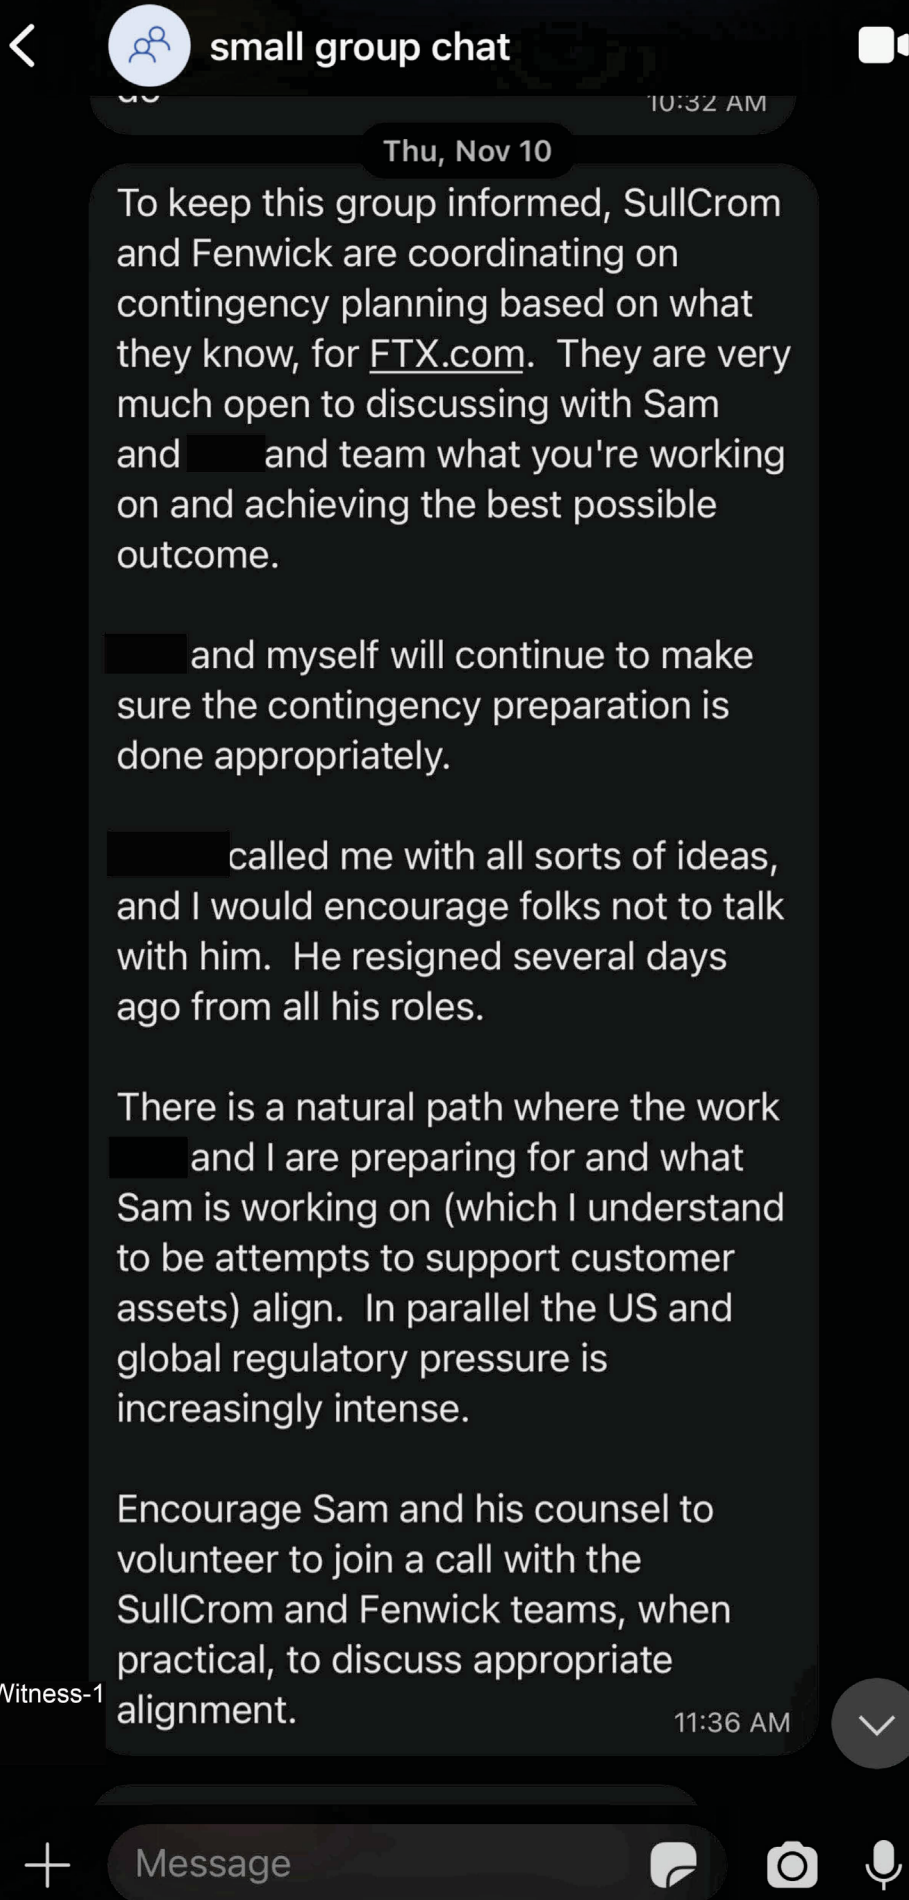 small group chat
10:32 AM
Thu, Nov 10
To keep this group informed, SullCrom
and Fenwick are coordinating on
contingency planning based on what
they know, for FTX.com.  They are very
much open to discussing with Sam
and and team what you're working
on and achieving the best possible
outcome.
and myself will continue to make
sure the contingency preparation is
done appropriately.
called me with all sorts of ideas,
and I would encourage folks not to talk
with him.  He resigned several days
ago from all his roles.
There is a natural path where the work
and I are preparing for and what
Sam is working on (which I understand
to be attempts to support customer
assets) align.  In parallel the US and
global regulatory pressure is
increasingly intense.
Encourage Sam and his counsel to
volunteer to join a call with the
SullCrom and Fenwick teams, when
practical, to discuss appropriate
Witness-1
alignment.
11:36 AM
Message